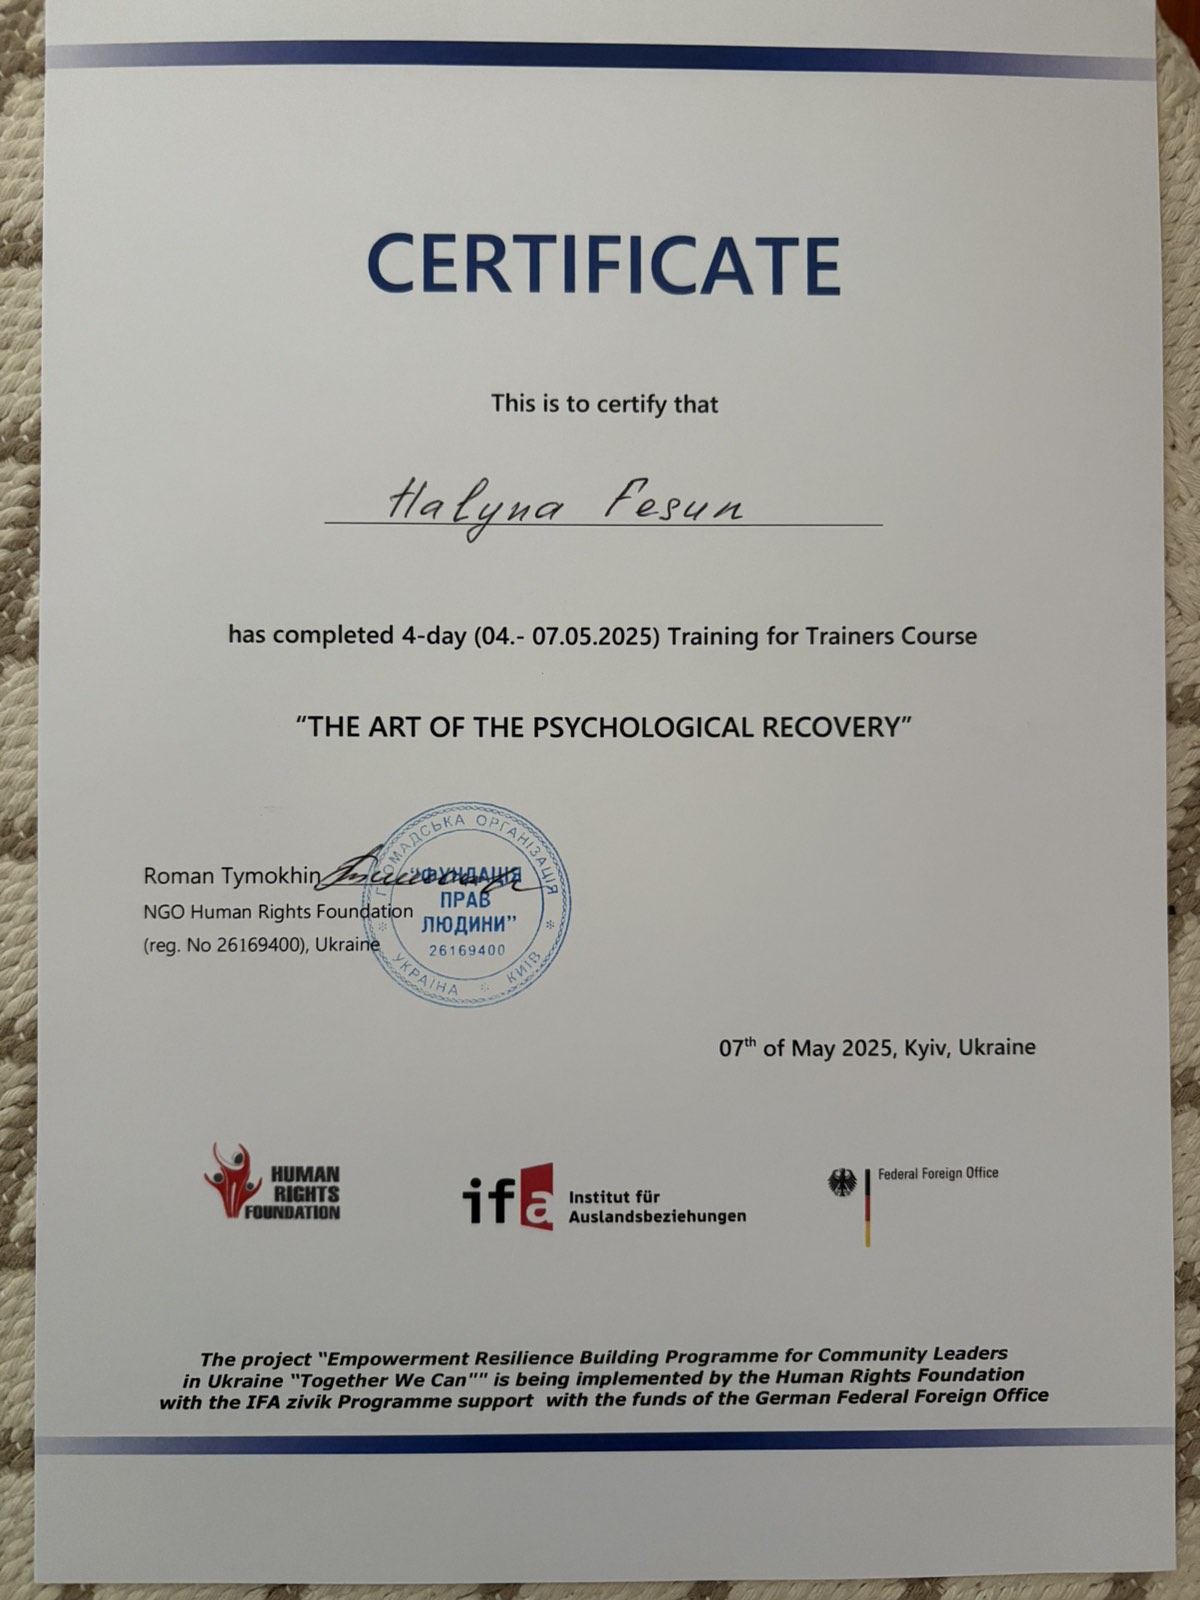 CERTIFICATE
This is to certify that
Halyna Fesun
has completed 4-day (04.- 07.05.2025) Training for Trainers Course
“THE ART OF THE PSYCHOLOGICAL RECOVERY”
Roman Tymokhin
NGO Human Rights Foundation
(reg. No 26169400), Ukraine
ГРОМАДСЬКА ОРГАНІЗАЦІЯ
“ФУНДАЦІЯ
ПРАВ
ЛЮДИНИ”
26169400
УКРАЇНА * КИЇВ
07th of May 2025, Kyiv, Ukraine
HUMAN
RIGHTS
FOUNDATION
ifa
Institut für
Auslandsbeziehungen
Federal Foreign Office
The project “Empowerment Resilience Building Programme for Community Leaders
in Ukraine “Together We Can”” is being implemented by the Human Rights Foundation
with the IFA zivik Programme support with the funds of the German Federal Foreign Office